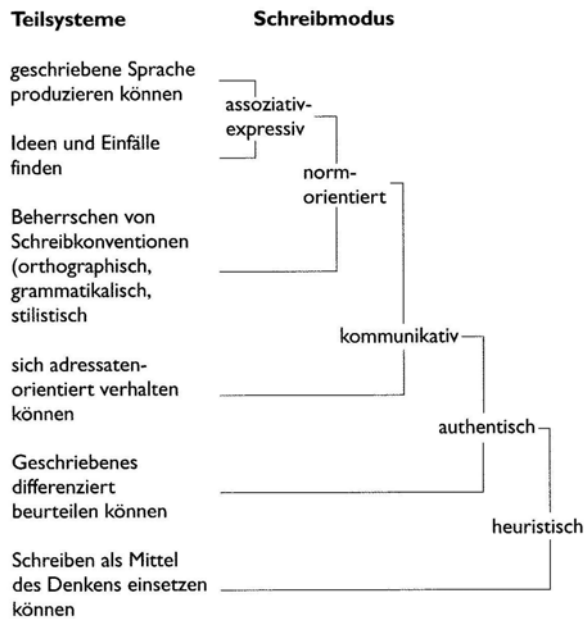 Teilsysteme
Schreibmodus
geschriebene Sprache
produzieren können
assoziativ-
expressiv
Ideen und Einfälle
finden
norm-
orientiert
Beherrschen von
Schreibkonventionen
(orthographisch,
grammatikalisch,
stilistisch
kommunikativ
sich adressaten-
orientiert verhalten
können
authentisch
Geschriebenes
differenziert
beurteilen können
heuristisch
Schreiben als Mittel
des Denkens einsetzen
können